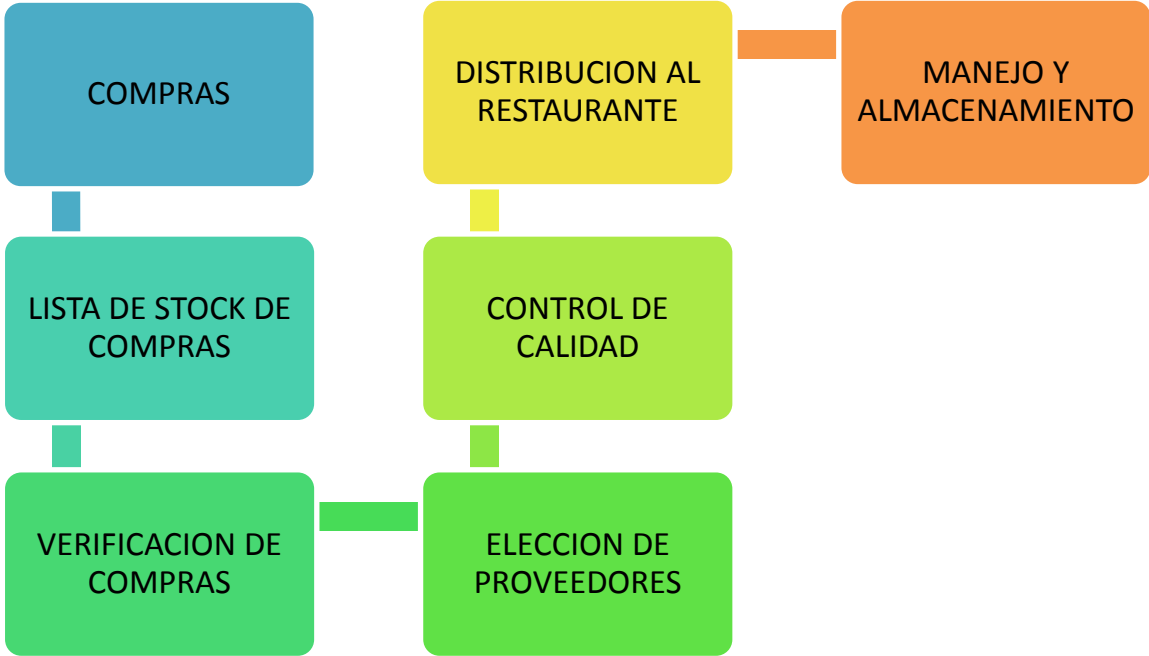 COMPRAS
LISTA DE STOCK DE
COMPRAS
VERIFICACION DE
COMPRAS
ELECCION DE
PROVEEDORES
CONTROL DE
CALIDAD
DISTRIBUCION AL
RESTAURANTE
MANEJO Y
ALMACENAMIENTO